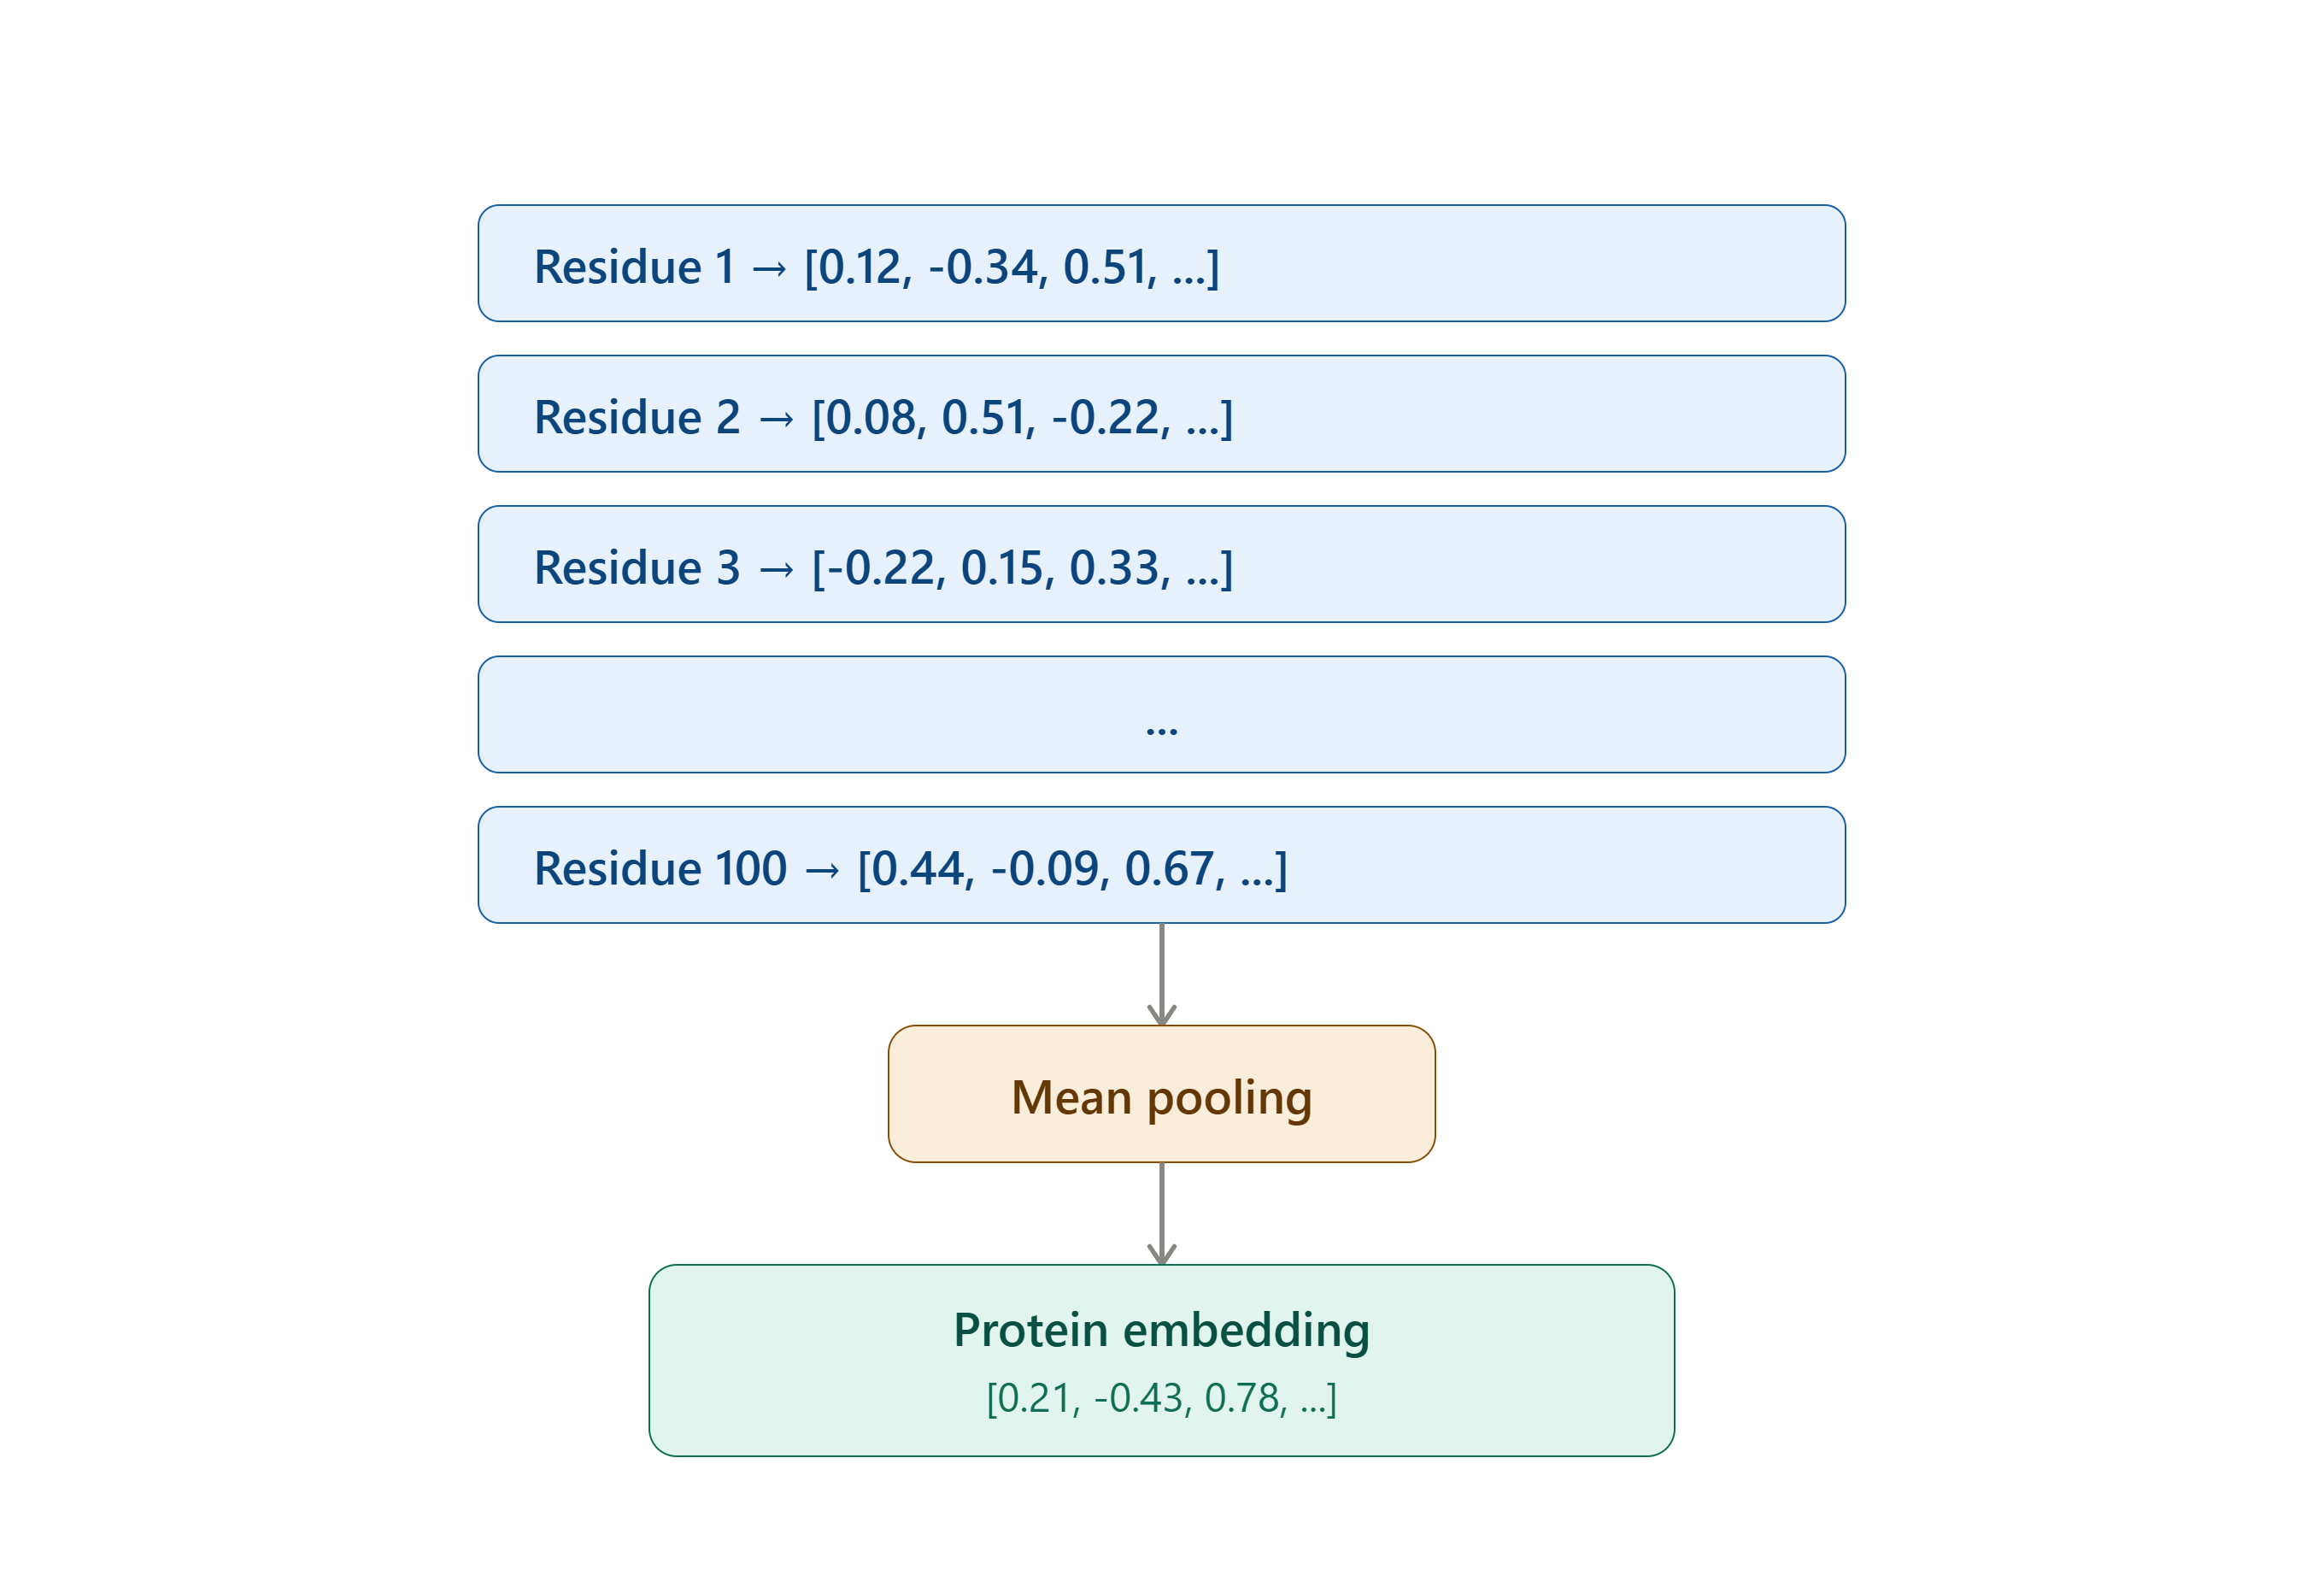 Residue 1 → [0.12, -0.34, 0.51, ...]
Residue 2 → [0.08, 0.51, -0.22, ...]
Residue 3 → [-0.22, 0.15, 0.33, ...]
...
Residue 100 → [0.44, -0.09, 0.67, ...]
Mean pooling
Protein embedding
[0.21, -0.43, 0.78, ...]